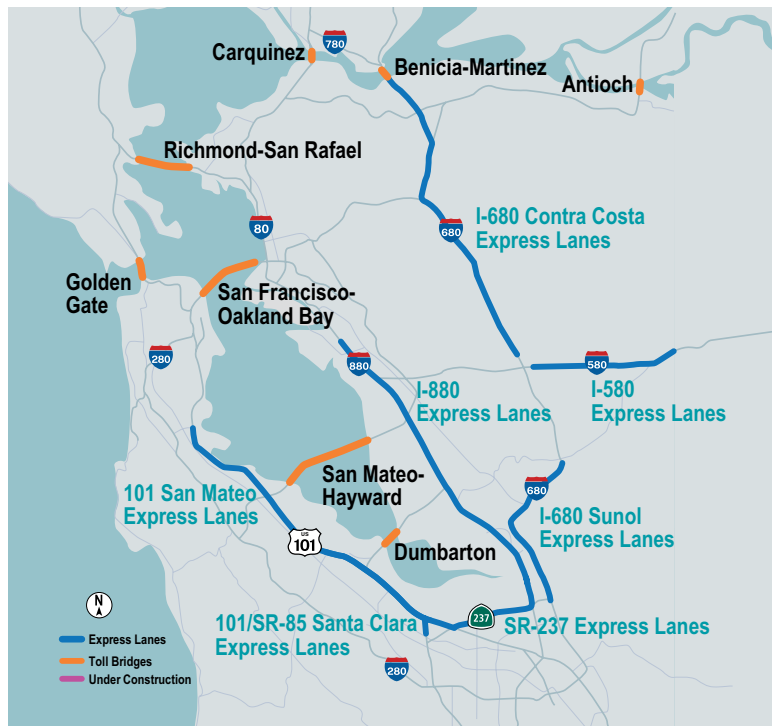 780
Carquinez
Benicia-Martinez
Antioch
Richmond-San Rafael
80
680
I-680 Contra Costa
Express Lanes
Golden
Gate
San Francisco-
Oakland Bay
280
880
580
I-880
Express Lanes
I-580
Express Lanes
San Mateo-
Hayward
101 San Mateo
Express Lanes
680
I-680 Sunol
Express Lanes
US
101
Dumbarton
N
237
101/SR-85 Santa Clara
Express Lanes
SR-237 Express Lanes
280
Express Lanes
Toll Bridges
Under Construction